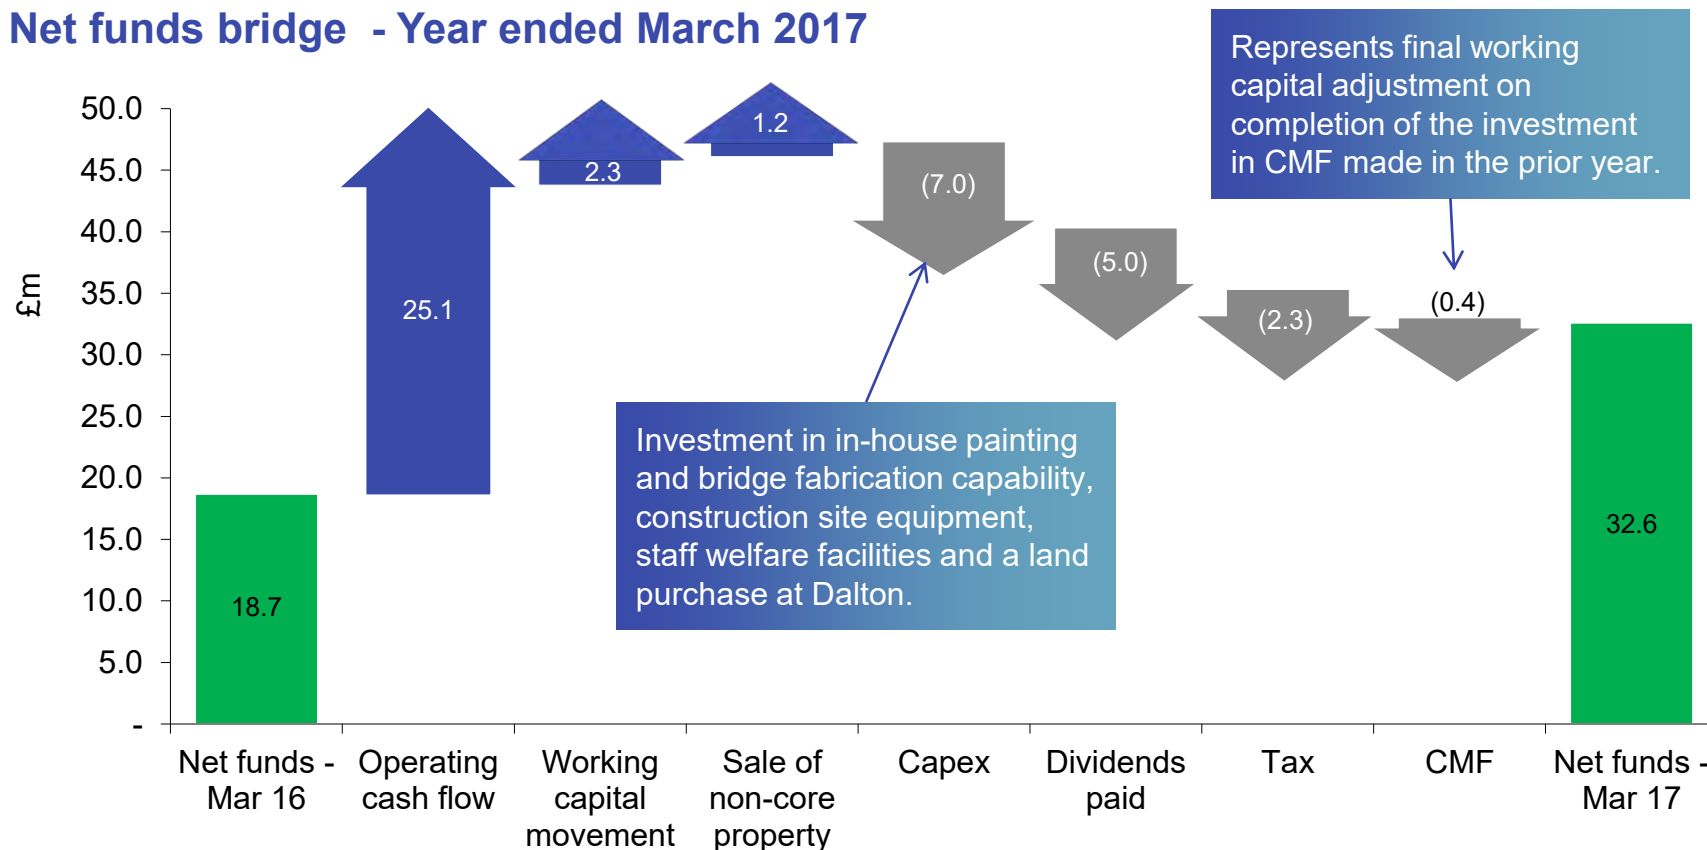 Net funds bridge - Year ended March 2017
Represents final working
capital adjustment on
completion of the investment
in CMF made in the prior year.
£m
50.0
45.0
40.0
35.0
30.0
25.0
20.0
15.0
10.0
5.0
-
18.7
25.1
2.3
1.2
(7.0)
(5.0)
(2.3)
(0.4)
32.6
Investment in in-house painting
and bridge fabrication capability,
construction site equipment,
staff welfare facilities and a land
purchase at Dalton.
Net funds -
Mar 16
Operating
cash flow
Working
capital
movement
Sale of
non-core
property
Capex
Dividends
paid
Tax
CMF
Net funds -
Mar 17